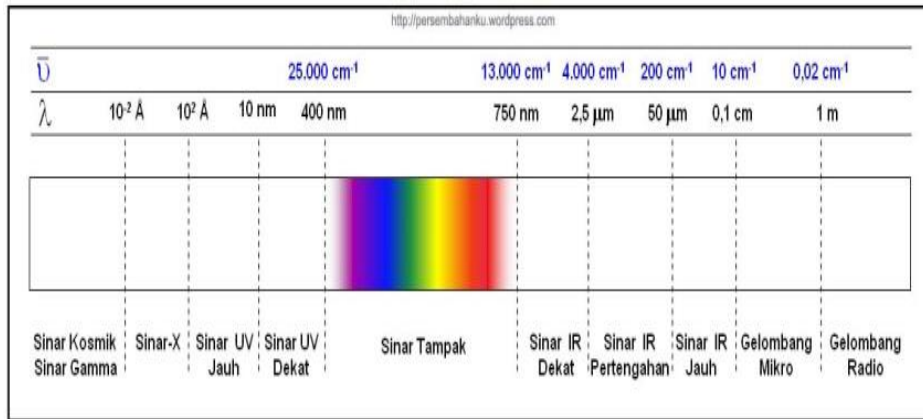 http://persembahanku.wordpress.com
ῡ 25.000 cm⁻¹ 13.000 cm⁻¹ 4.000 cm⁻¹ 200 cm⁻¹ 10 cm⁻¹ 0,02 cm⁻¹
λ 10⁻² Å 10² Å 10 nm 400 nm 750 nm 2,5 μm 50 μm 0,1 cm 1 m
Sinar Kosmik Sinar-X Sinar UV Sinar UV Sinar Tampak Sinar IR Sinar IR Sinar IR Gelombang Gelombang
Sinar Gamma Jauh Dekat Dekat Pertengahan Jauh Mikro Radio